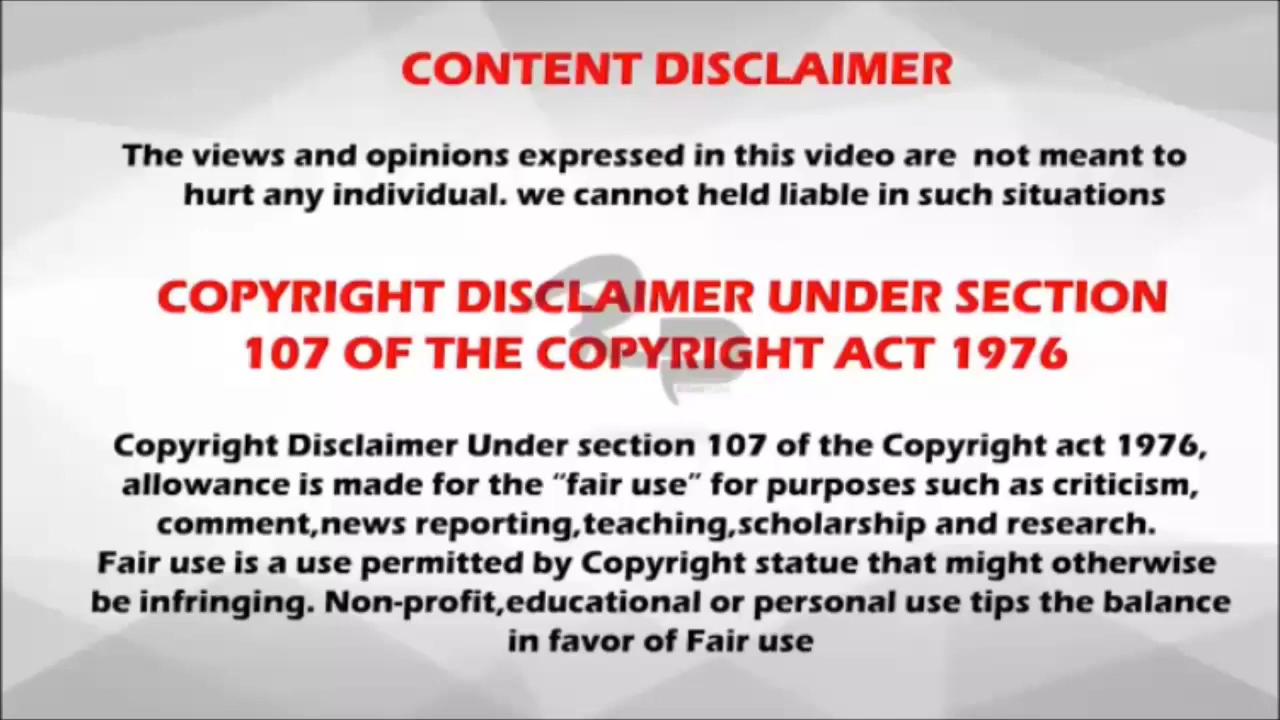 CONTENT DISCLAIMER
The views and opinions expressed in this video are not meant to
hurt any individual. we cannot held liable in such situations
COPYRIGHT DISCLAIMER UNDER SECTION
107 OF THE COPYRIGHT ACT 1976
Copyright Disclaimer Under section 107 of the Copyright act 1976,
allowance is made for the “fair use” for purposes such as criticism,
comment,news reporting,teaching,scholarship and research.
Fair use is a use permitted by Copyright statue that might otherwise
be infringing. Non-profit,educational or personal use tips the balance
in favor of Fair use